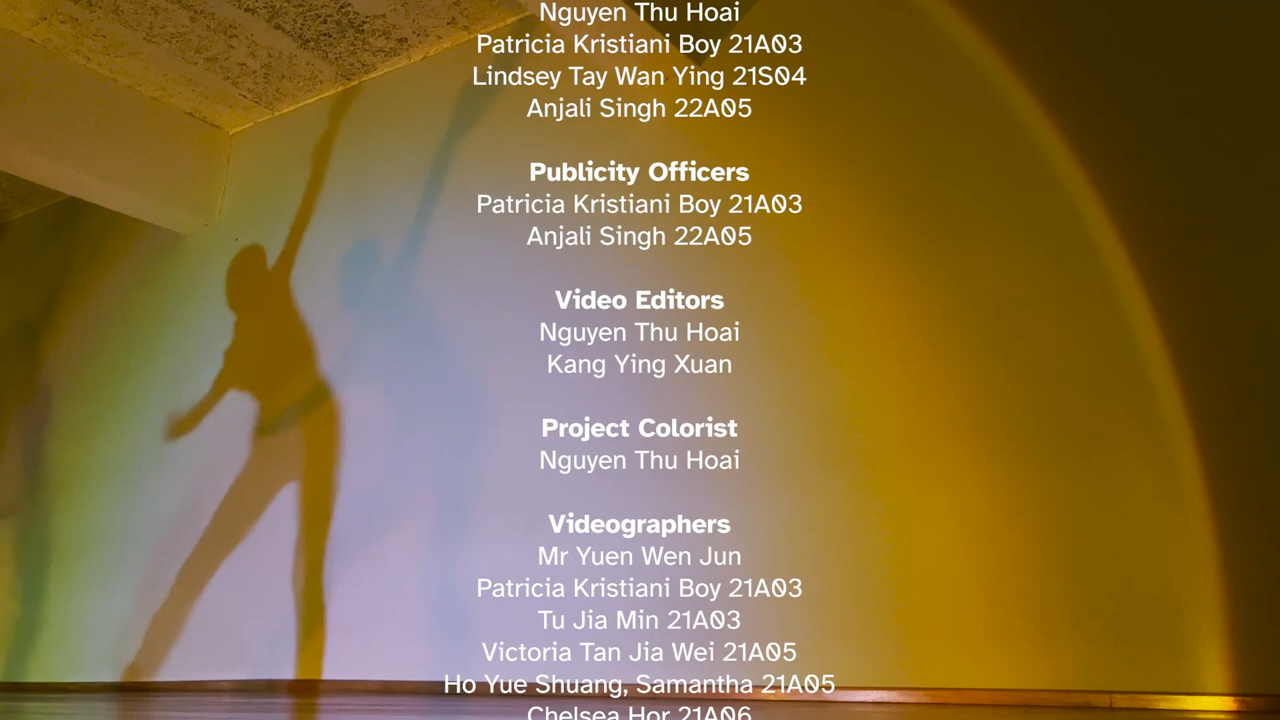 Nguyen Thu Hoai
Patricia Kristiani Boy 21A03
Lindsey Tay Wan Ying 21S04
Anjali Singh 22A05
Publicity Officers
Patricia Kristiani Boy 21A03
Anjali Singh 22A05
Video Editors
Nguyen Thu Hoai
Kang Ying Xuan
Project Colorist
Nguyen Thu Hoai
Videographers
Mr Yuen Wen Jun
Patricia Kristiani Boy 21A03
Tu Jia Min 21A03
Victoria Tan Jia Wei 21A05
Ho Yue Shuang, Samantha 21A05
Chelsea Hor 21A06